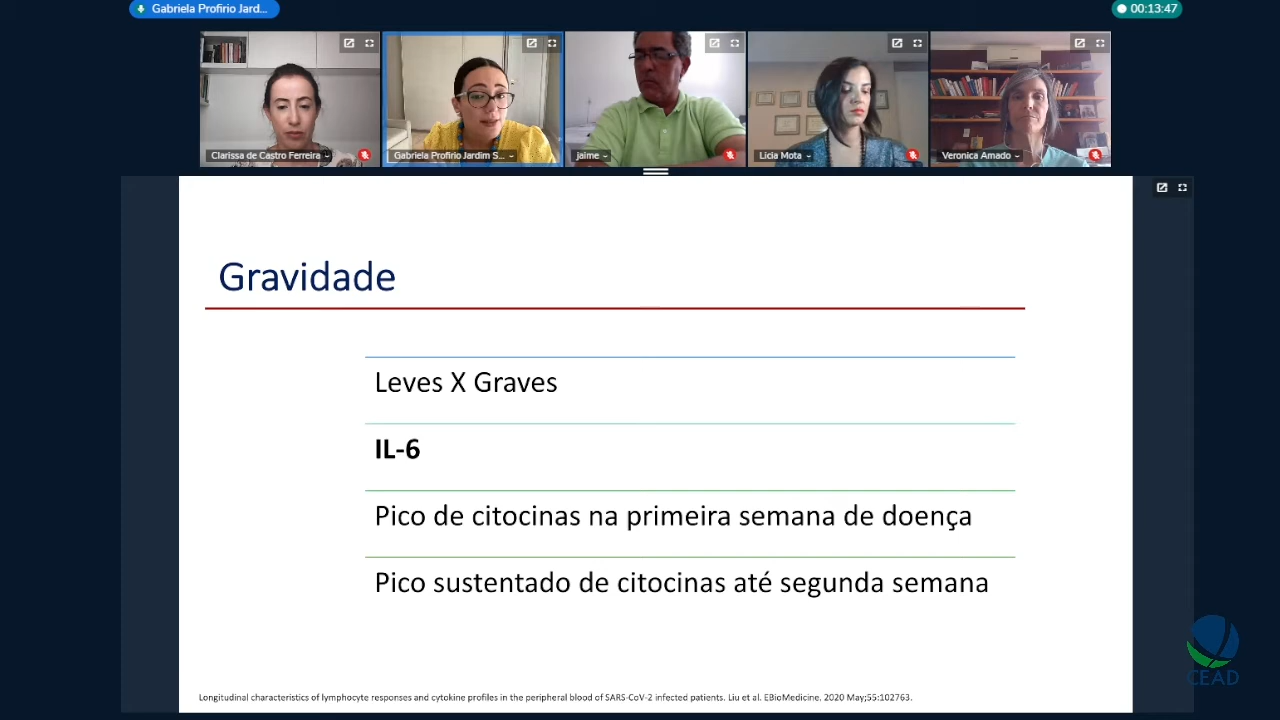 Gabriela Profirio Jard...
00:13:47
Clarissa de Castro Ferreira
Gabriela Profirio Jardim S...
jaime
Licia Mota
Veronica Amado
Gravidade
Leves X Graves
IL-6
Pico de citocinas na primeira semana de doença
Pico sustentado de citocinas até segunda semana
Longitudinal characteristics of lymphocyte responses and cytokine profiles in the peripheral blood of SARS-CoV-2 infected patients. Liu et al. EBioMedicine. 2020 May;55:102763.
CEAD